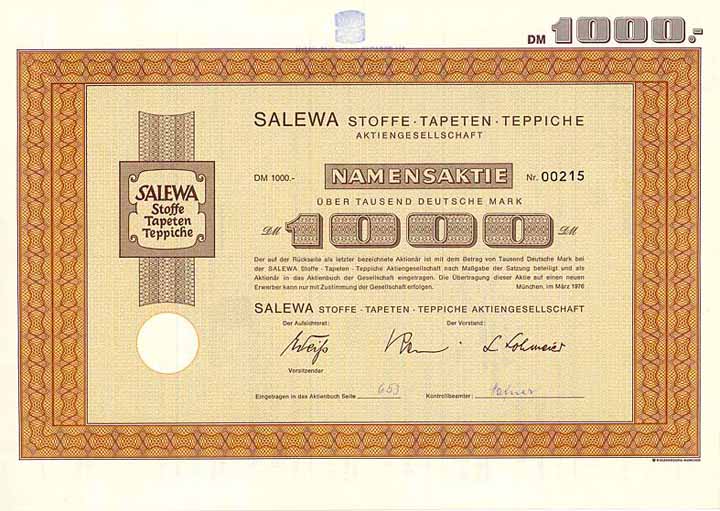 DM 1000.-
SALEWA STOFFE · TAPETEN · TEPPICHE
AKTIENGESELLSCHAFT
SALEWA
Stoffe
Tapeten
Teppiche
DM 1000.- NAMENSAKTIE Nr. 00215
ÜBER TAUSEND DEUTSCHE MARK
DM 1000 DM
Der auf der Rückseite als letzter bezeichnete Aktionär ist mit dem Betrag von Tausend Deutsche Mark bei
der SALEWA Stoffe - Tapeten - Teppiche Aktiengesellschaft nach Maßgabe der Satzung beteiligt und als
Aktionär in das Aktienbuch der Gesellschaft eingetragen. Die Übertragung dieser Aktie auf einen neuen
Erwerber kann nur mit Zustimmung der Gesellschaft erfolgen. München, im März 1976
SALEWA STOFFE - TAPETEN - TEPPICHE AKTIENGESELLSCHAFT
Der Aufsichtsrat: Der Vorstand:
Weiß L. Lohmeier
Vorsitzender
Eingetragen in das Aktienbuch Seite 653 Kontrollbeamter: